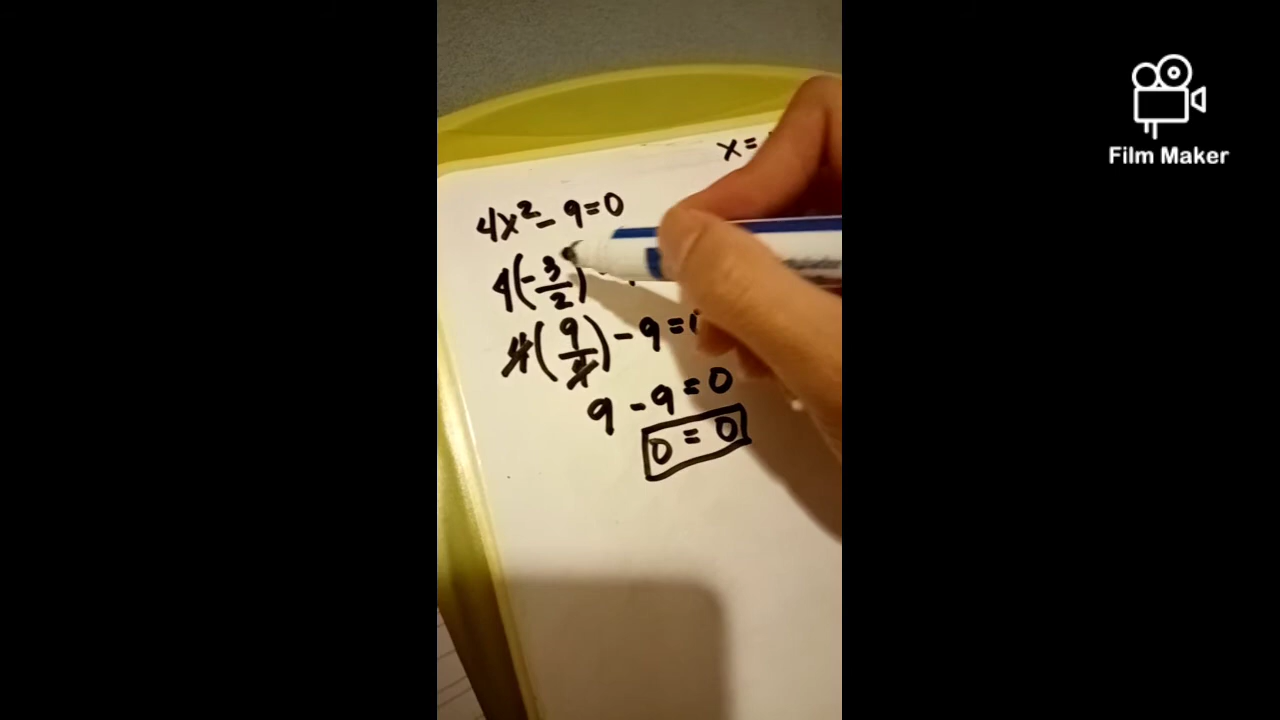 Film Maker
x =
4x² - 9 = 0
4(-3/2)
4(9/4) - 9 =
9 - 9 = 0
0 = 0